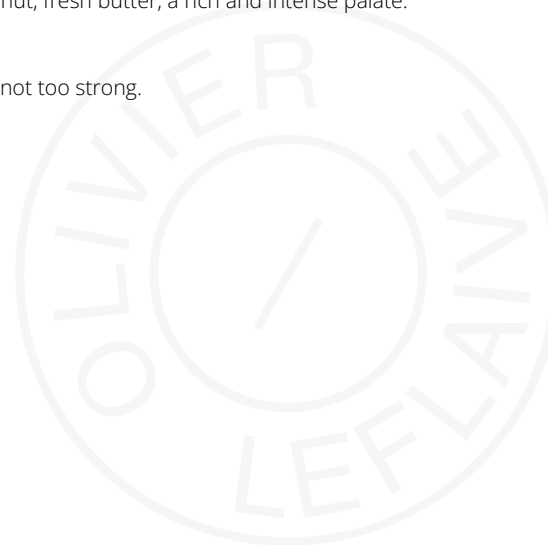 nut, fresh butter, a rich and intense palate.
not too strong.
OLIVIER LEFLAIVE